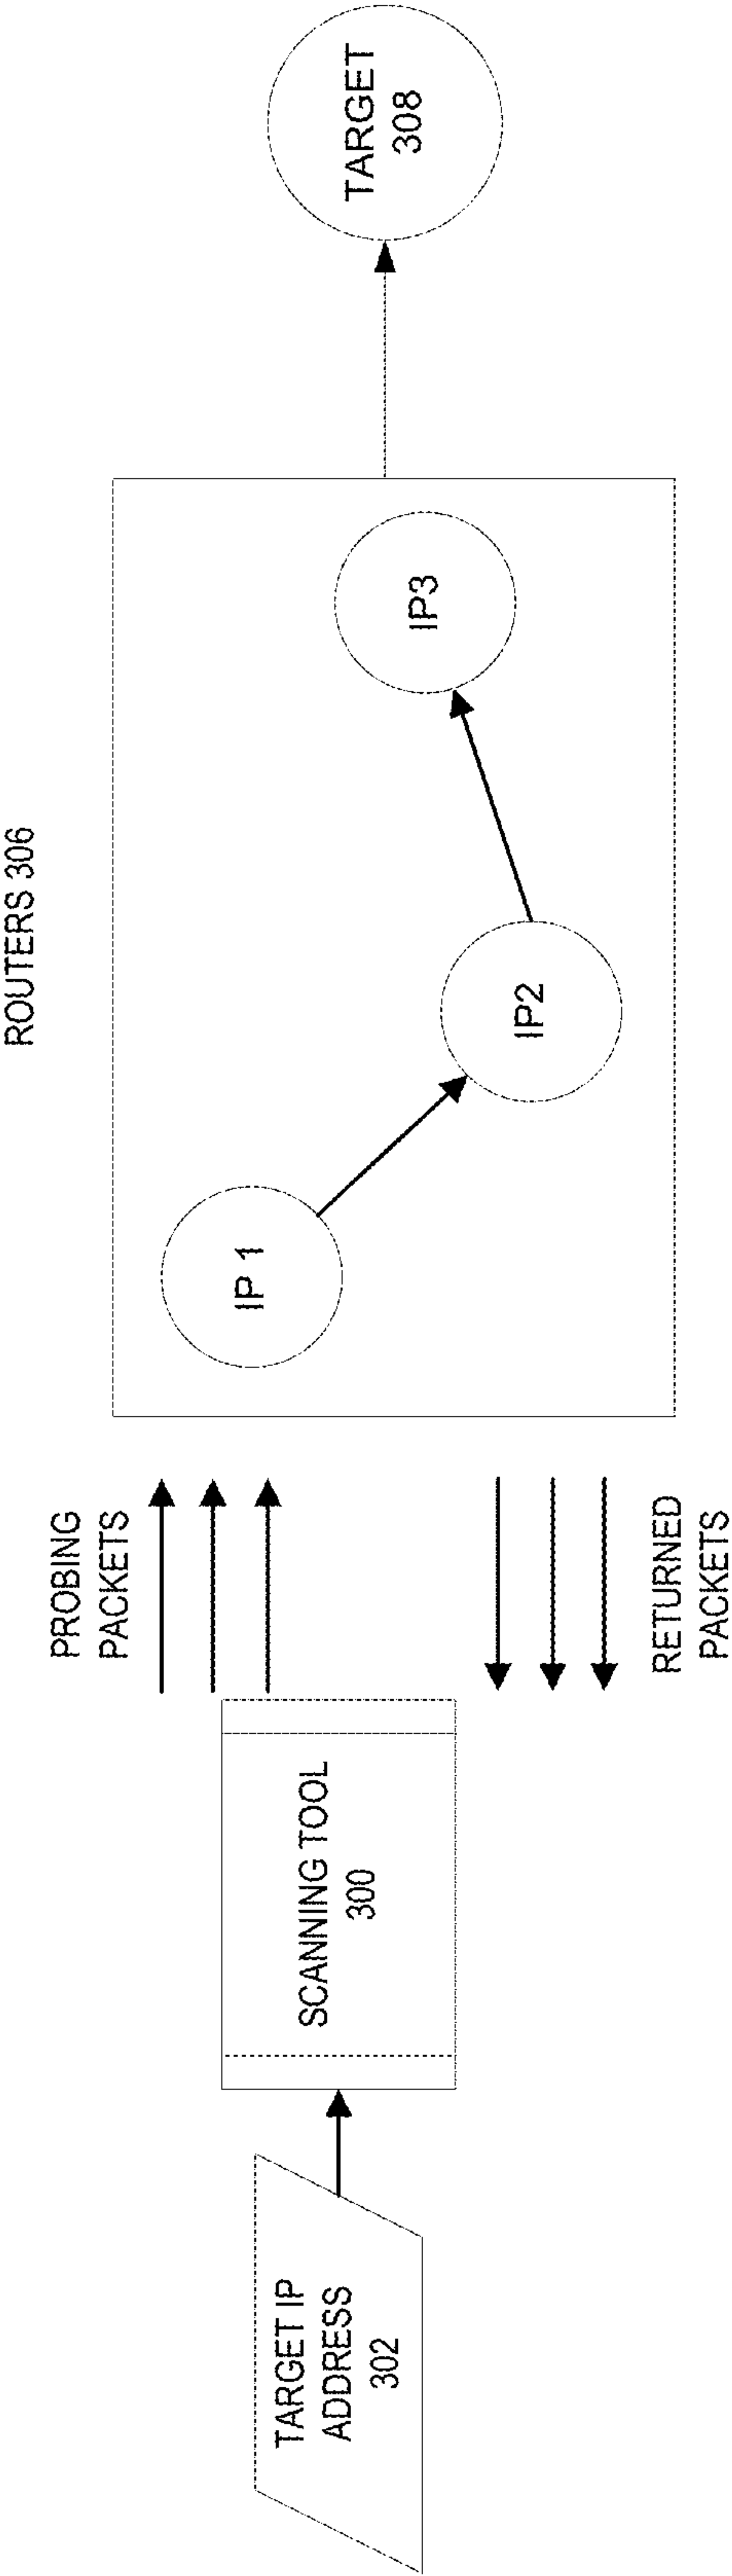 ROUTERS 306
TARGET IP
ADDRESS
302
SCANNING TOOL
300
PROBING
PACKETS
RETURNED
PACKETS
IP 1
IP2
IP3
TARGET
308